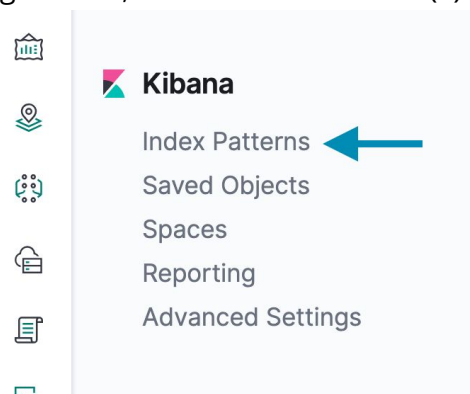 Kibana
Index Patterns
Saved Objects
Spaces
Reporting
Advanced Settings